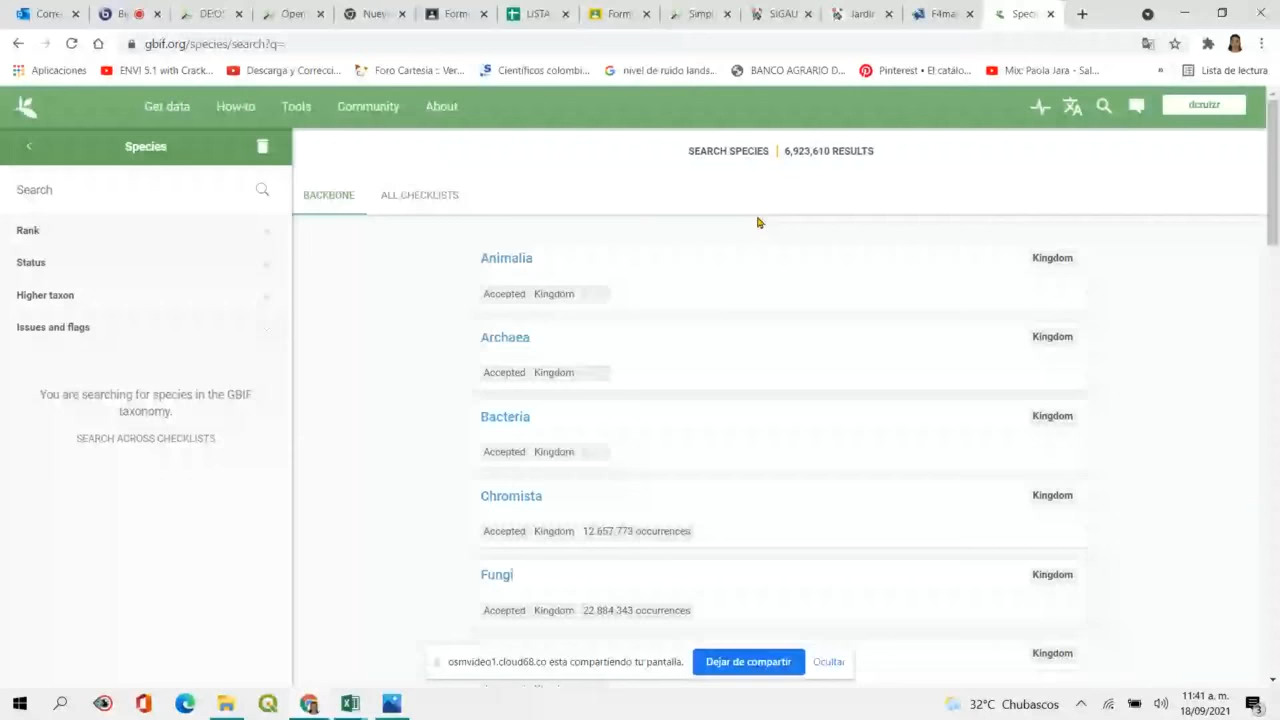 Corre
DEOS
Open
Nuev
Form
LISTA
Form
Simpl
SiGAU
Jardir
F4ma
Speci
gbif.org/species/search?q=
Aplicaciones
ENVI 5.1 with Crack...
Descarga y Correcci...
Foro Cartesia :: Ver...
Científicos colombi...
nivel de ruido lands...
BANCO AGRARIO D...
Pinterest • El catálo...
Mix: Paola Jara - Sal...
»
Lista de lectura
Get data
How-to
Tools
Community
About
Species
Search
Rank
Status
Higher taxon
Issues and flags
You are searching for species in the GBIF
taxonomy.
SEARCH ACROSS CHECKLISTS
SEARCH SPECIES | 6,923,610 RESULTS
BACKBONE
ALL CHECKLISTS
Animalia
Kingdom
Accepted Kingdom
Archaea
Kingdom
Accepted Kingdom
Bacteria
Kingdom
Accepted Kingdom
Chromista
Kingdom
Accepted Kingdom 12.657.773 occurrences
Fungi
Kingdom
Accepted Kingdom 22.884.343 occurrences
Kingdom
osmvideo1.cloud68.co está compartiendo tu pantalla.
Dejar de compartir
Ocultar
32°C Chubascos
11:41 a. m.
18/09/2021
3